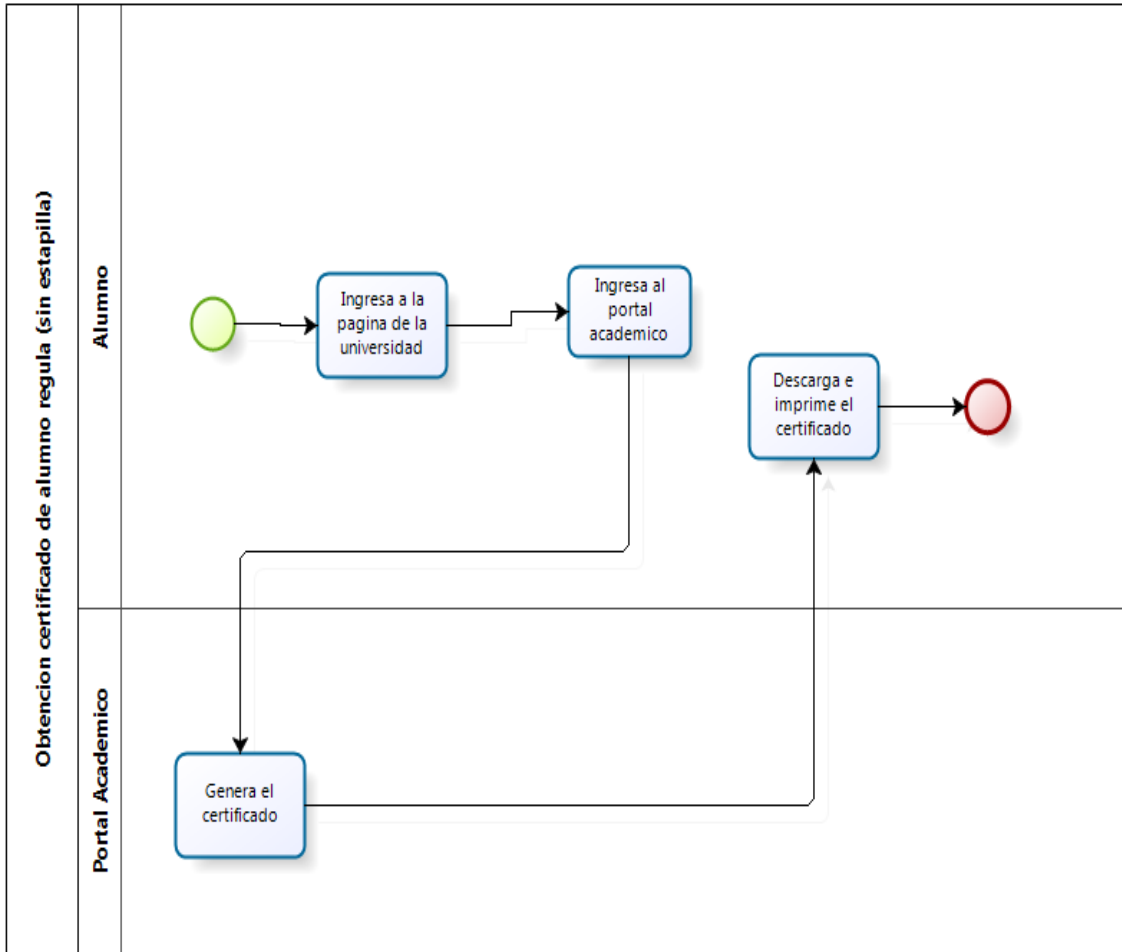 Obtencion certificado de alumno regula (sin estapilla)
Alumno
Ingresa a la
pagina de la
universidad
Ingresa al
portal
academico
Descarga e
imprime el
certificado
Portal Academico
Genera el
certificado